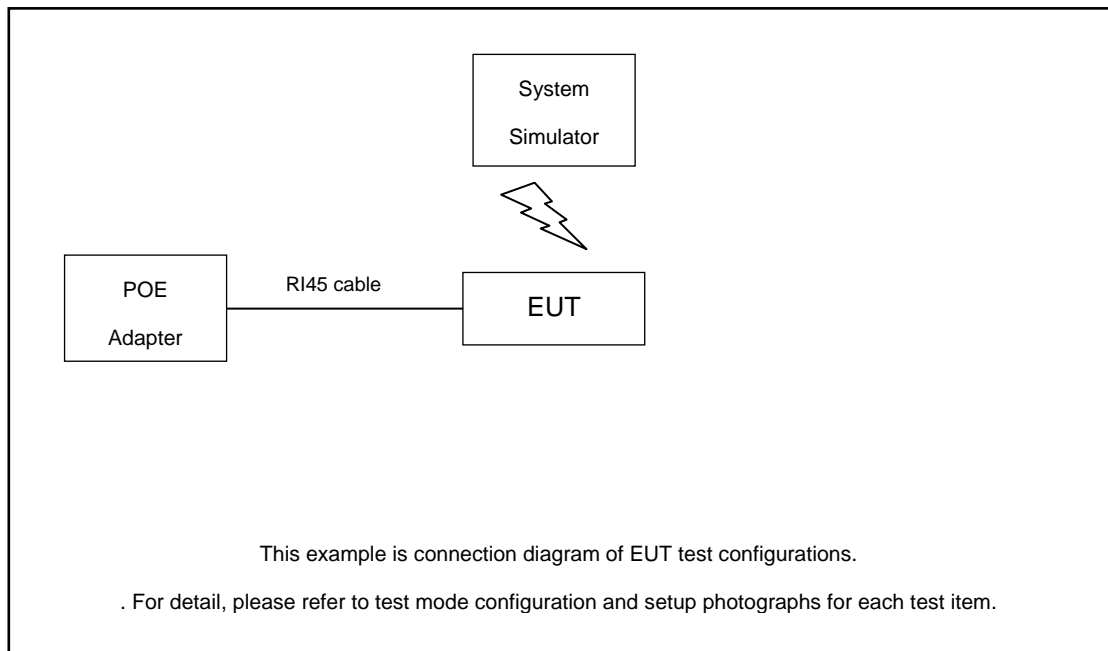 System
Simulator
POE
Adapter
RI45 cable
EUT
This example is connection diagram of EUT test configurations.
. For detail, please refer to test mode configuration and setup photographs for each test item.